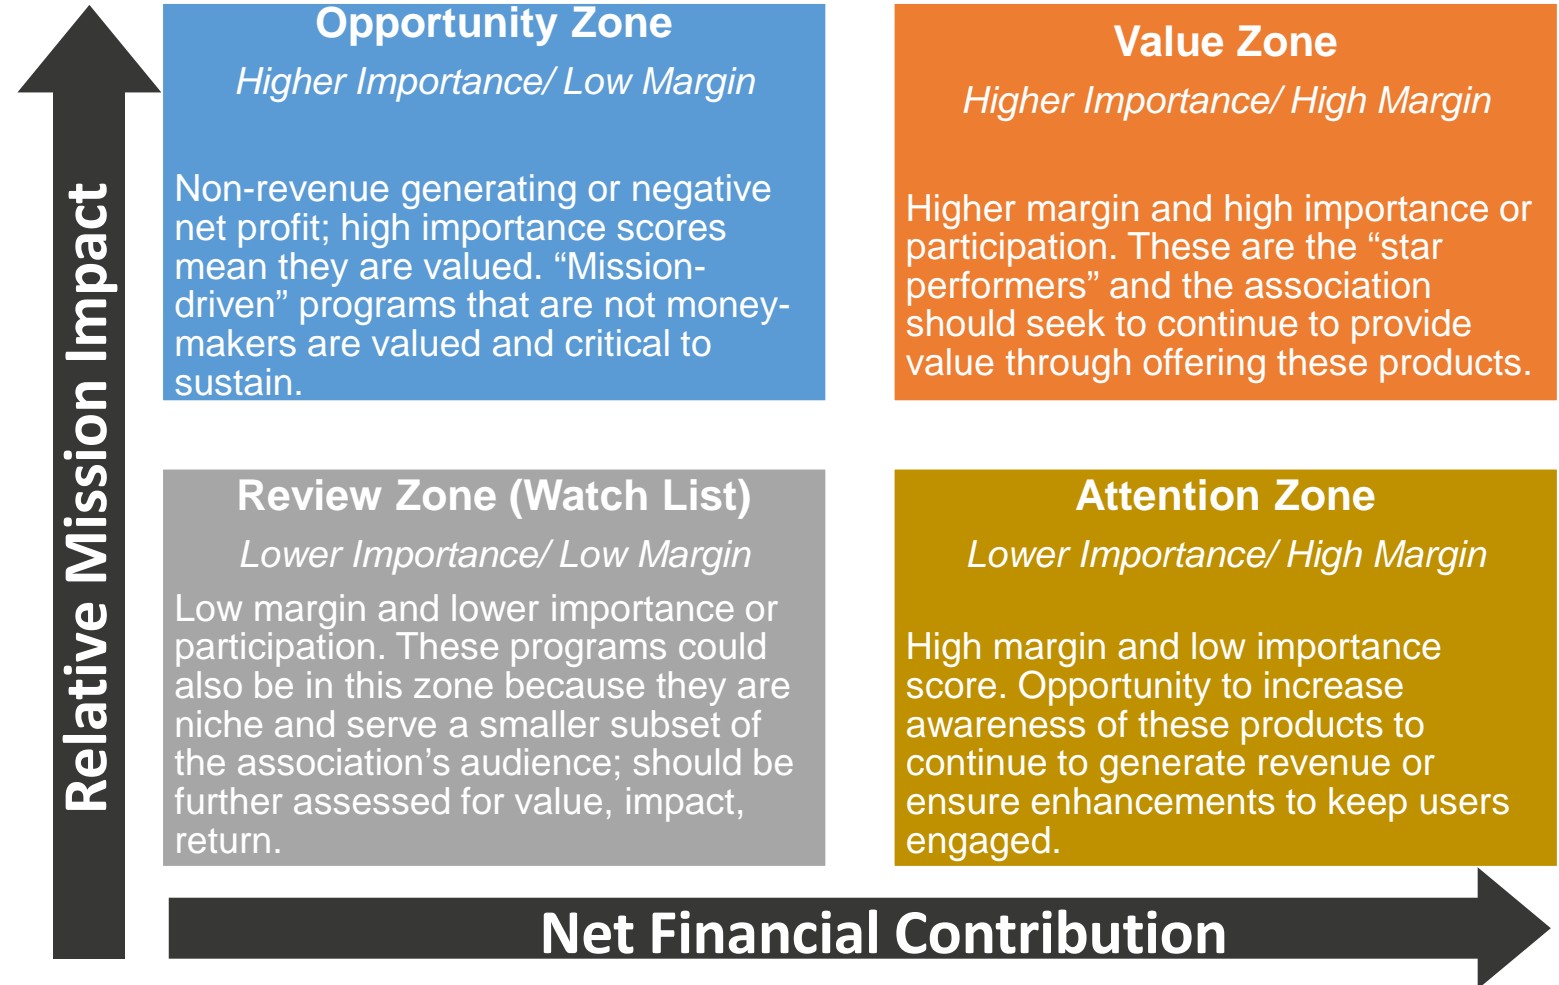 Relative Mission Impact
Opportunity Zone
Higher Importance/ Low Margin
Non-revenue generating or negative
net profit; high importance scores
mean they are valued. “Mission-
driven” programs that are not money-
makers are valued and critical to
sustain.
Value Zone
Higher Importance/ High Margin
Higher margin and high importance or
participation. These are the “star
performers” and the association
should seek to continue to provide
value through offering these products.
Review Zone (Watch List)
Lower Importance/ Low Margin
Low margin and lower importance or
participation. These programs could
also be in this zone because they are
niche and serve a smaller subset of
the association’s audience; should be
further assessed for value, impact,
return.
Attention Zone
Lower Importance/ High Margin
High margin and low importance
score. Opportunity to increase
awareness of these products to
continue to generate revenue or
ensure enhancements to keep users
engaged.
Net Financial Contribution